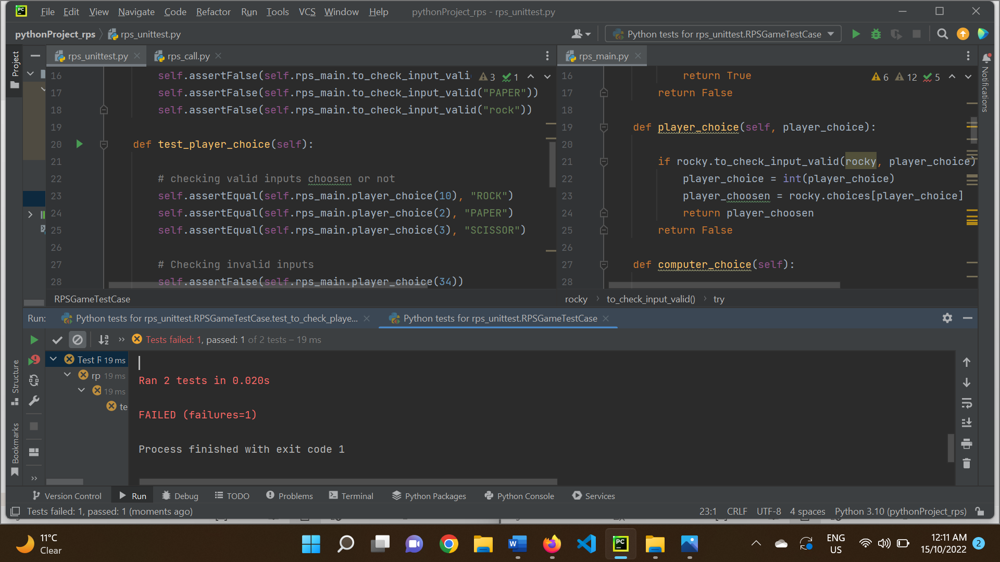 File Edit View Navigate Code Refactor Run Tools VCS Window Help pythonProject_rps - rps_unittest.py
pythonProject_rps rps_unittest.py Python tests for rps_unittest.RPSGameTestCase
Project
rps_unittest.py rps_call.py
16 self.assertFalse(self.rps_main.to_check_input_vali 3 1
17 self.assertFalse(self.rps_main.to_check_input_valid("PAPER"))
18 self.assertFalse(self.rps_main.to_check_input_valid("rock"))
19
20 def test_player_choice(self):
21
22 # checking valid inputs choosen or not
23 self.assertEqual(self.rps_main.player_choice(10), "ROCK")
24 self.assertEqual(self.rps_main.player_choice(2), "PAPER")
25 self.assertEqual(self.rps_main.player_choice(3), "SCISSOR")
26
27 # Checking invalid inputs
28 self.assertFalse(self.rps_main.player_choice(34))
RPSGameTestCase
rps_main.py
16 return True 6 12 5
17 return False
18
19 def player_choice(self, player_choice):
20
21 if rocky.to_check_input_valid(rocky, player_choice)
22 player_choice = int(player_choice)
23 player_choosen = rocky.choices[player_choice]
24 return player_choosen
25 return False
26
27 def computer_choice(self):
28
rocky to_check_input_valid() try
Notifications
Run: Python tests for rps_unittest.RPSGameTestCase.test_to_check_playe... Python tests for rps_unittest.RPSGameTestCase
Tests failed: 1, passed: 1 of 2 tests – 19 ms
Test R 19 ms
rp 19 ms
19 ms
te
Ran 2 tests in 0.020s
FAILED (failures=1)
Process finished with exit code 1
Structure
Bookmarks
Version Control Run Debug TODO Problems Terminal Python Packages Python Console Services
Tests failed: 1, passed: 1 (moments ago) 23:1 CRLF UTF-8 4 spaces Python 3.10 (pythonProject_rps)
11°C
Clear
ENG
US
12:11 AM
15/10/2022
2